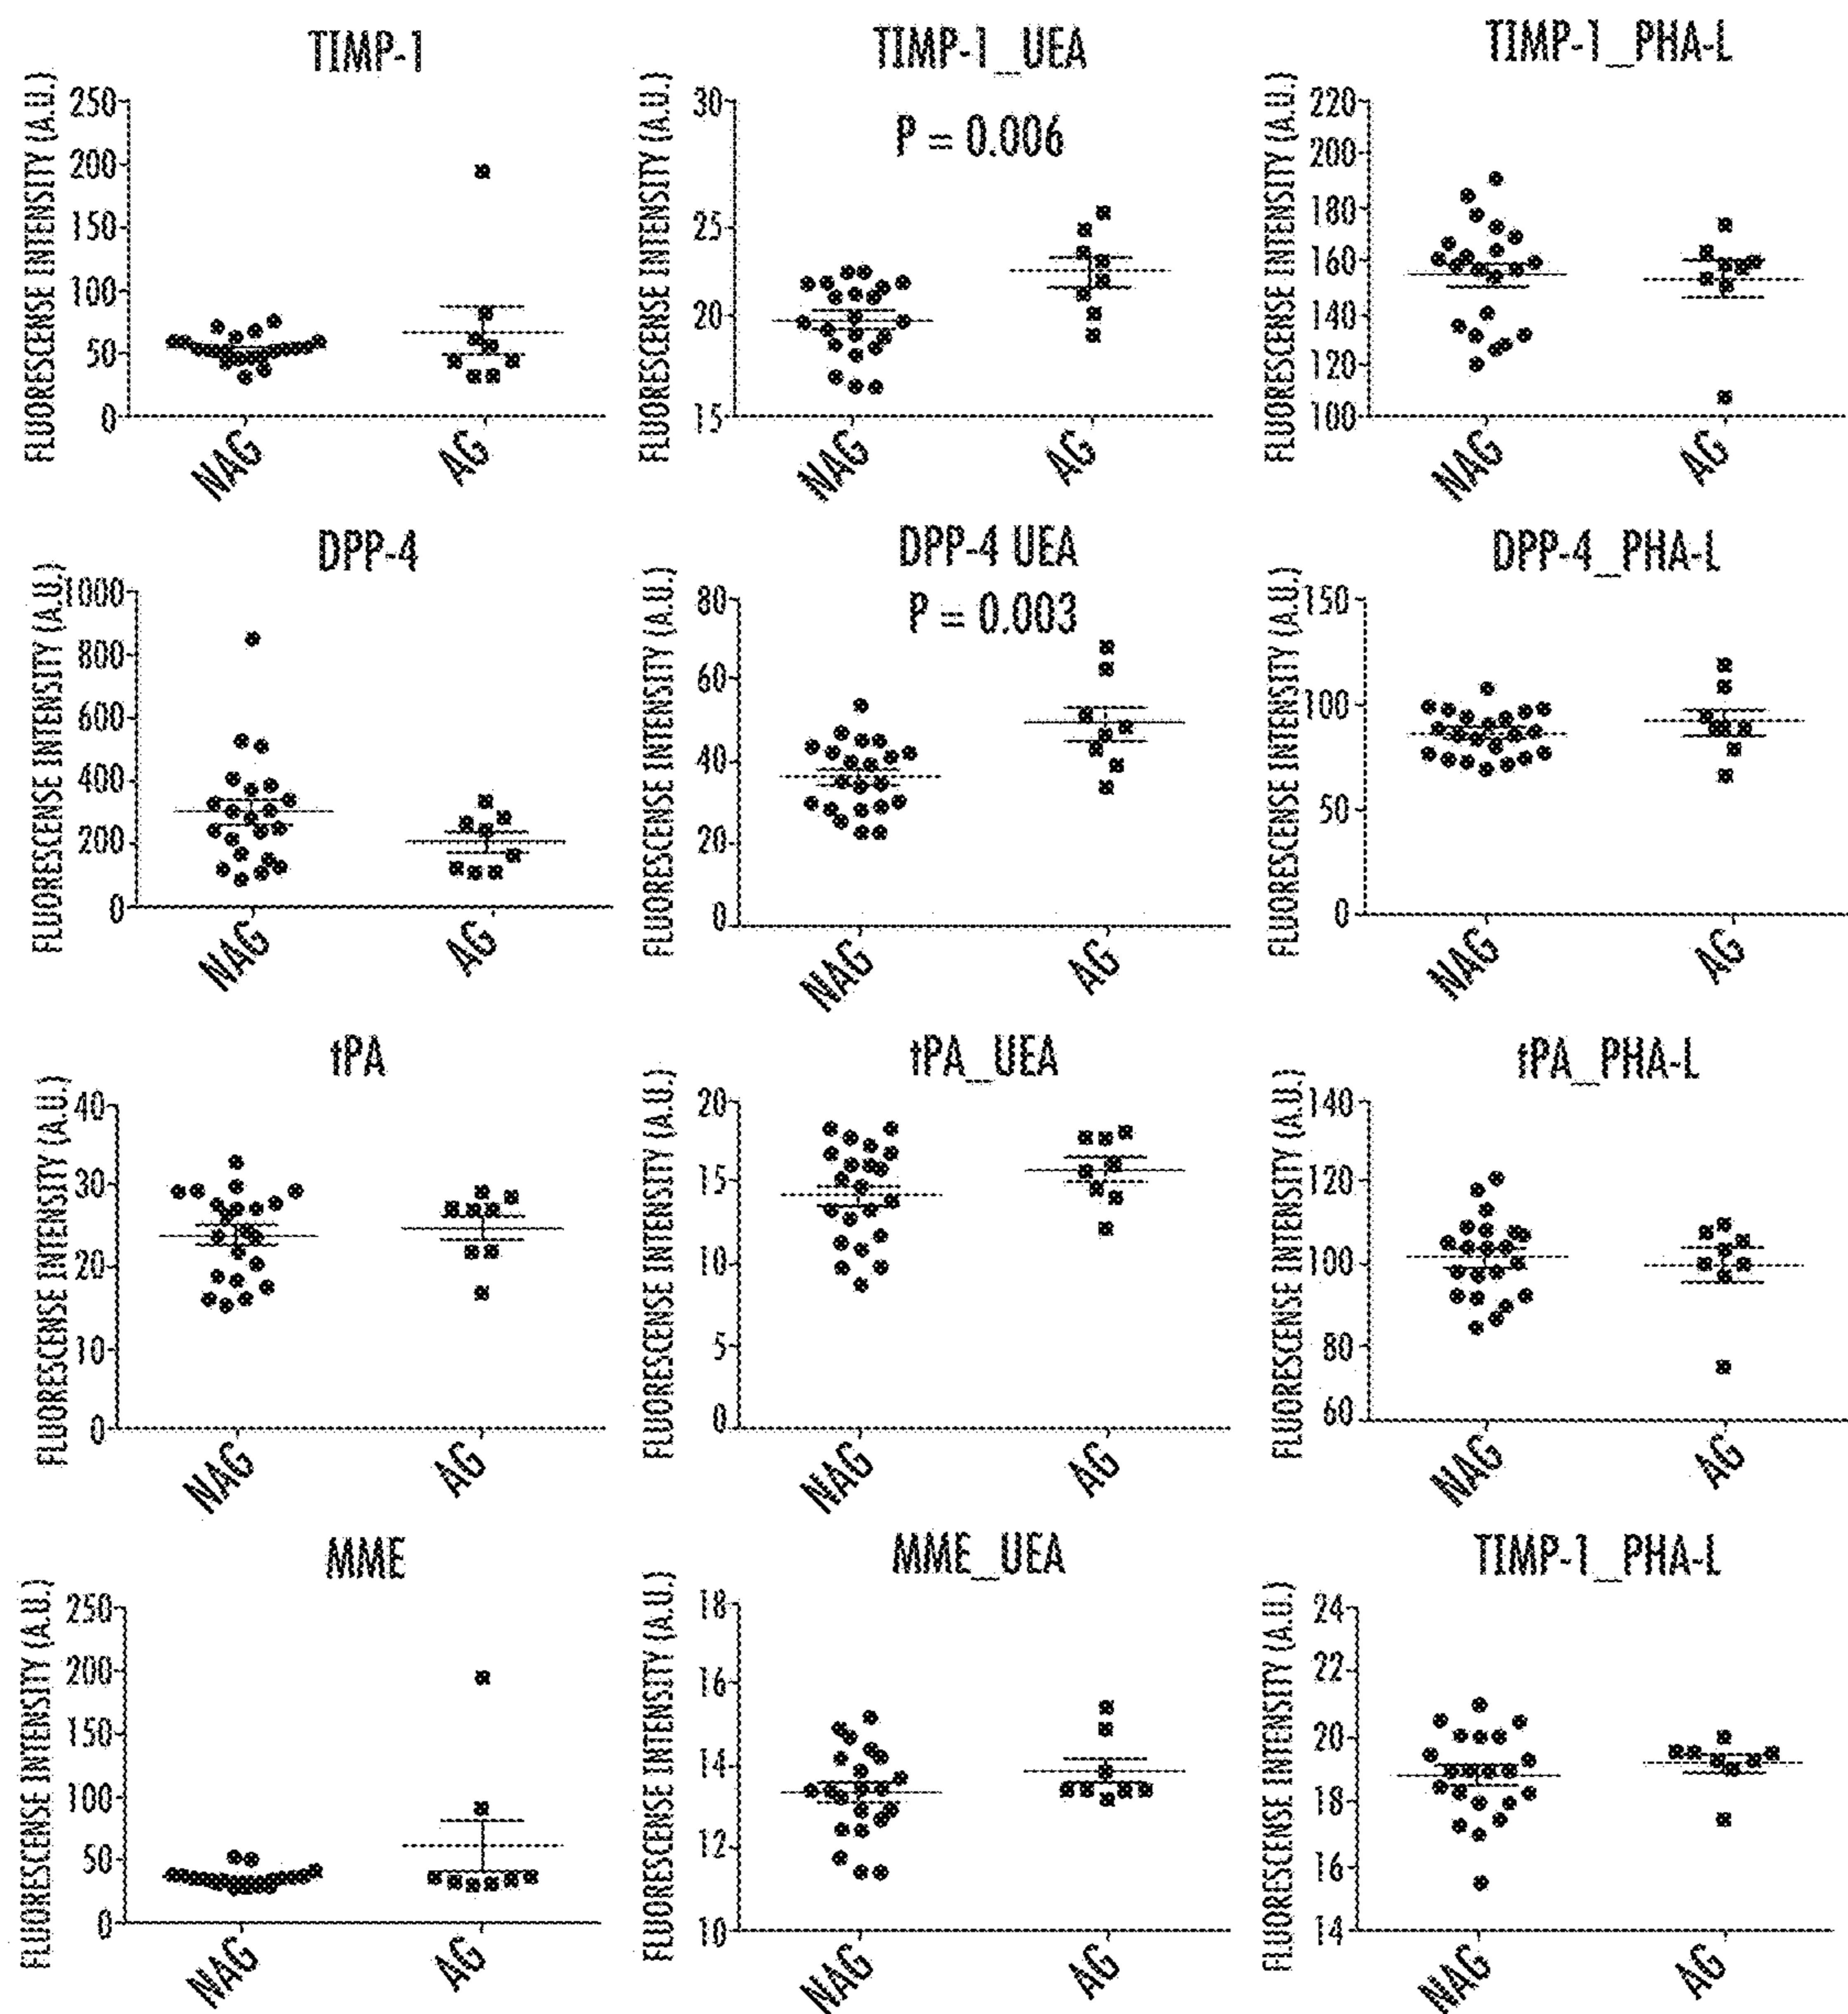 TIMP-1
FLUORESCENSE INTENSITY (A.U.)
250
200
150
100
50
0
NAG
AG
TIMP-1_UEA
P = 0.006
FLUORESCENSE INTENSITY (A.U.)
30
25
20
15
NAG
AG
TIMP-1_PHA-L
FLUORESCENSE INTENSITY (A.U.)
220
200
180
160
140
120
100
NAG
AG
DPP-4
FLUORESCENSE INTENSITY (A.U.)
1000
800
600
400
200
0
NAG
AG
DPP-4 UEA
P = 0.003
FLUORESCENSE INTENSITY (A.U.)
80
60
40
20
0
NAG
AG
DPP-4_PHA-L
FLUORESCENSE INTENSITY (A.U.)
150
100
50
0
NAG
AG
tPA
FLUORESCENSE INTENSITY (A.U.)
40
30
20
10
0
NAG
AG
tPA_UEA
FLUORESCENSE INTENSITY (A.U.)
20
15
10
5
0
NAG
AG
tPA_PHA-L
FLUORESCENSE INTENSITY (A.U.)
140
120
100
80
60
NAG
AG
MME
FLUORESCENSE INTENSITY (A.U.)
250
200
150
100
50
0
NAG
AG
MME_UEA
FLUORESCENSE INTENSITY (A.U.)
18
16
14
12
10
NAG
AG
TIMP-1_PHA-L
FLUORESCENSE INTENSITY (A.U.)
24
22
20
18
16
14
NAG
AG